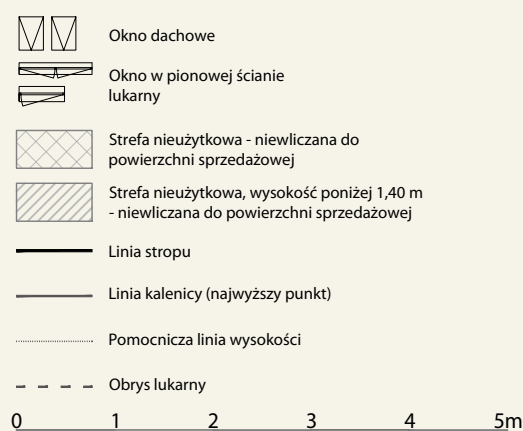 Okno dachowe
Okno w pionowej ścianie
lukarny
Strefa nieużytkowa - niewliczana do
powierzchni sprzedażowej
Strefa nieużytkowa, wysokość poniżej 1,40 m
- niewliczana do powierzchni sprzedażowej
Linia stropu
Linia kalenicy (najwyższy punkt)
Pomocnicza linia wysokości
Obrys lukarny
0 1 2 3 4 5m